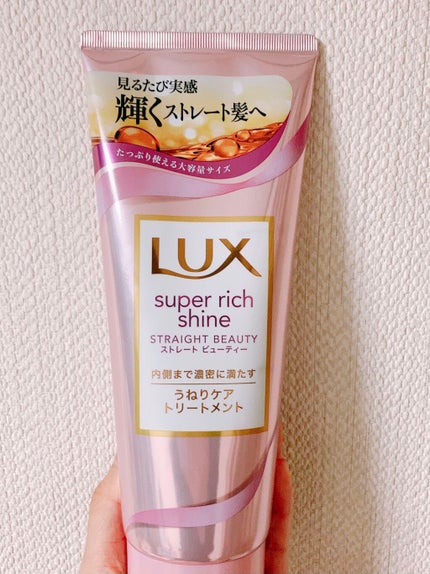 見るたび実感
輝くストレート髪へ
たっぷり使える大容量サイズ
LUX
super rich
shine
STRAIGHT BEAUTY
ストレート ビューティー
内側まで濃密に満たす
うねりケア
トリートメント